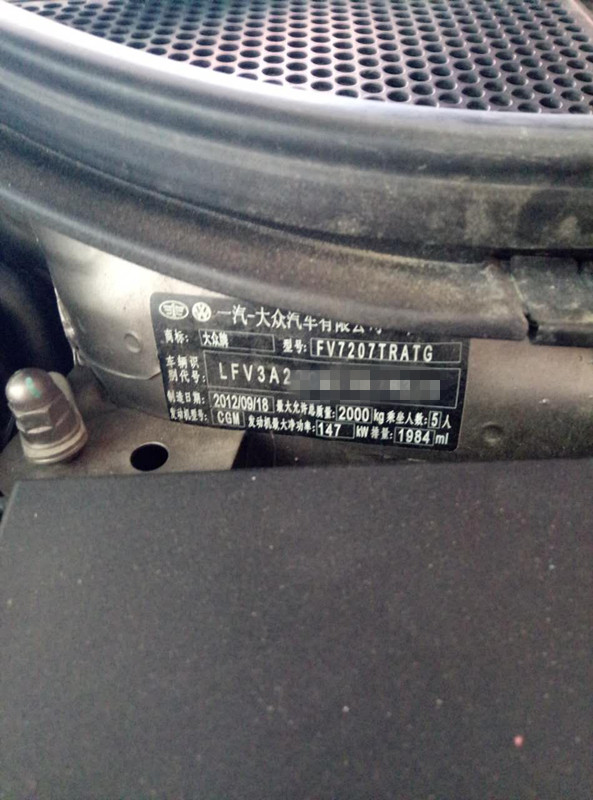 一汽-大众汽车有限公司
商标: 大众牌 型号: FV7207TRATG
车辆识别代号: LFV3A2
制造日期: 2012/09/18 最大允许总质量: 2000 kg 乘坐人数: 5 人
发动机型号: CGM 发动机最大净功率: 147 kW 排量: 1984 ml